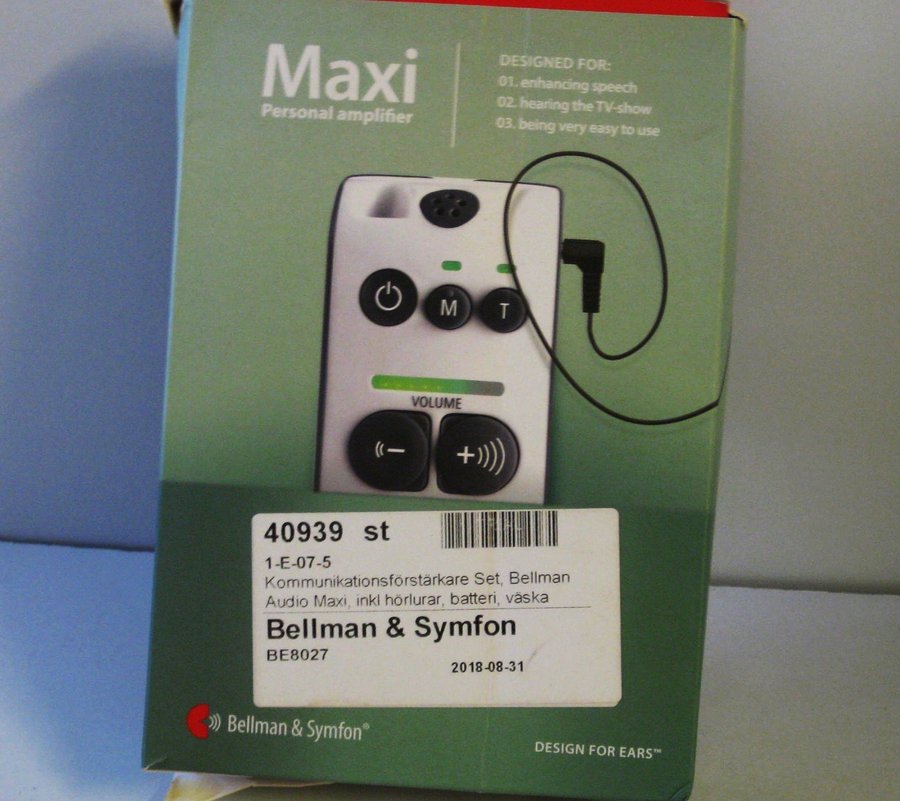 Maxi
Personal amplifier
DESIGNED FOR:
01. enhancing speech
02. hearing the TV-show
03. being very easy to use
M
T
VOLUME
−
+
40939 st
1-E-07-5
Kommunikationsförstärkare Set, Bellman
Audio Maxi, inkl hörlurar, batteri, väska
Bellman & Symfon
BE8027
2018-08-31
Bellman & Symfon®
DESIGN FOR EARS™